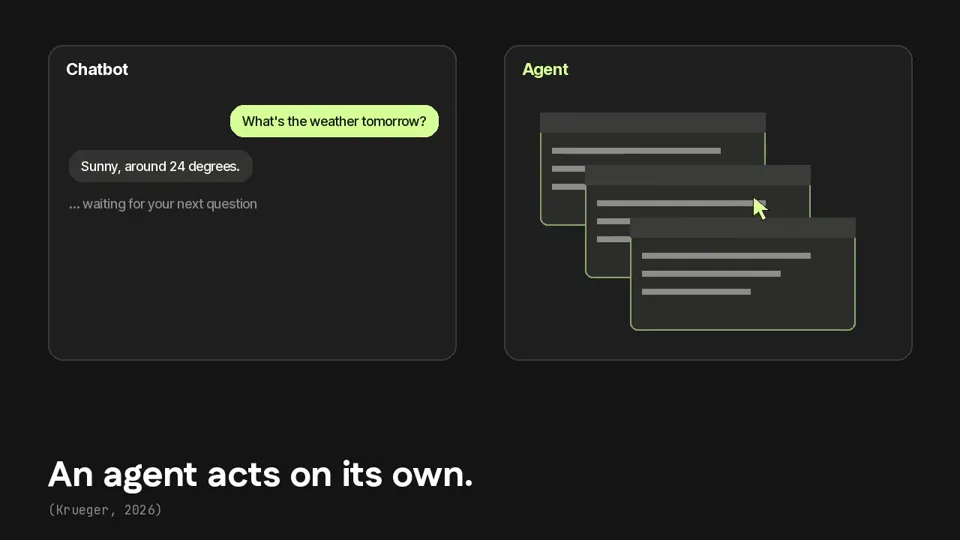 Chatbot
What's the weather tomorrow?
Sunny, around 24 degrees.
... waiting for your next question
Agent
An agent acts on its own.
(Krueger, 2026)